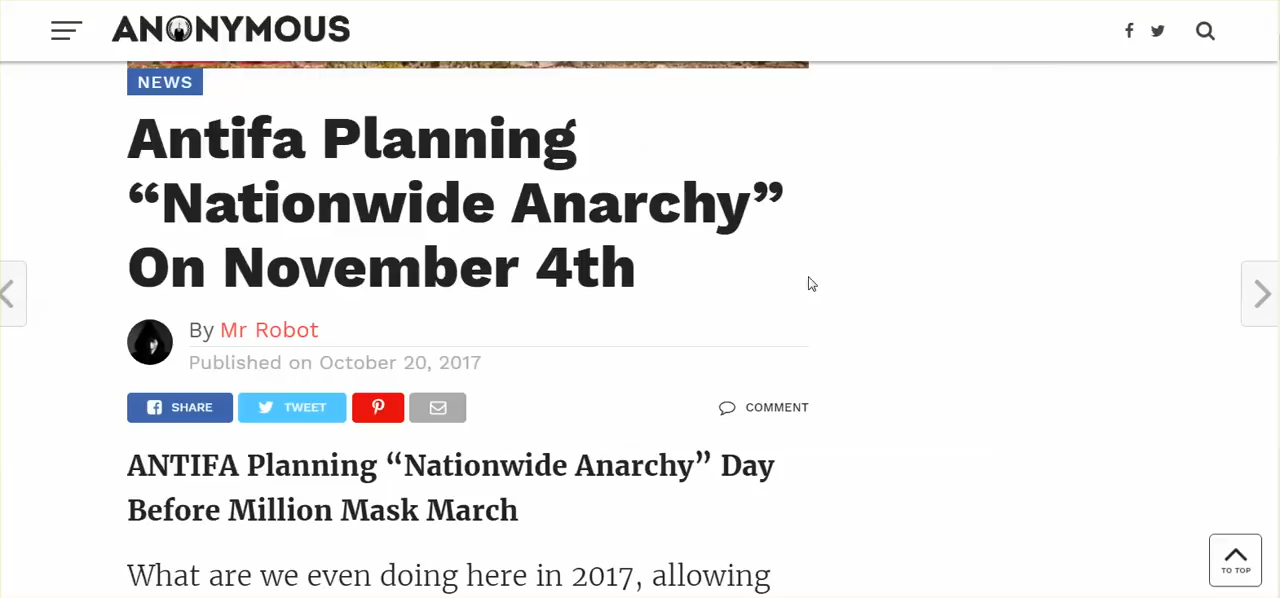 ANONYMOUS
NEWS
Antifa Planning
“Nationwide Anarchy”
On November 4th
By Mr Robot
Published on October 20, 2017
SHARE
TWEET
COMMENT
ANTIFA Planning “Nationwide Anarchy” Day
Before Million Mask March
What are we even doing here in 2017, allowing
TO TOP